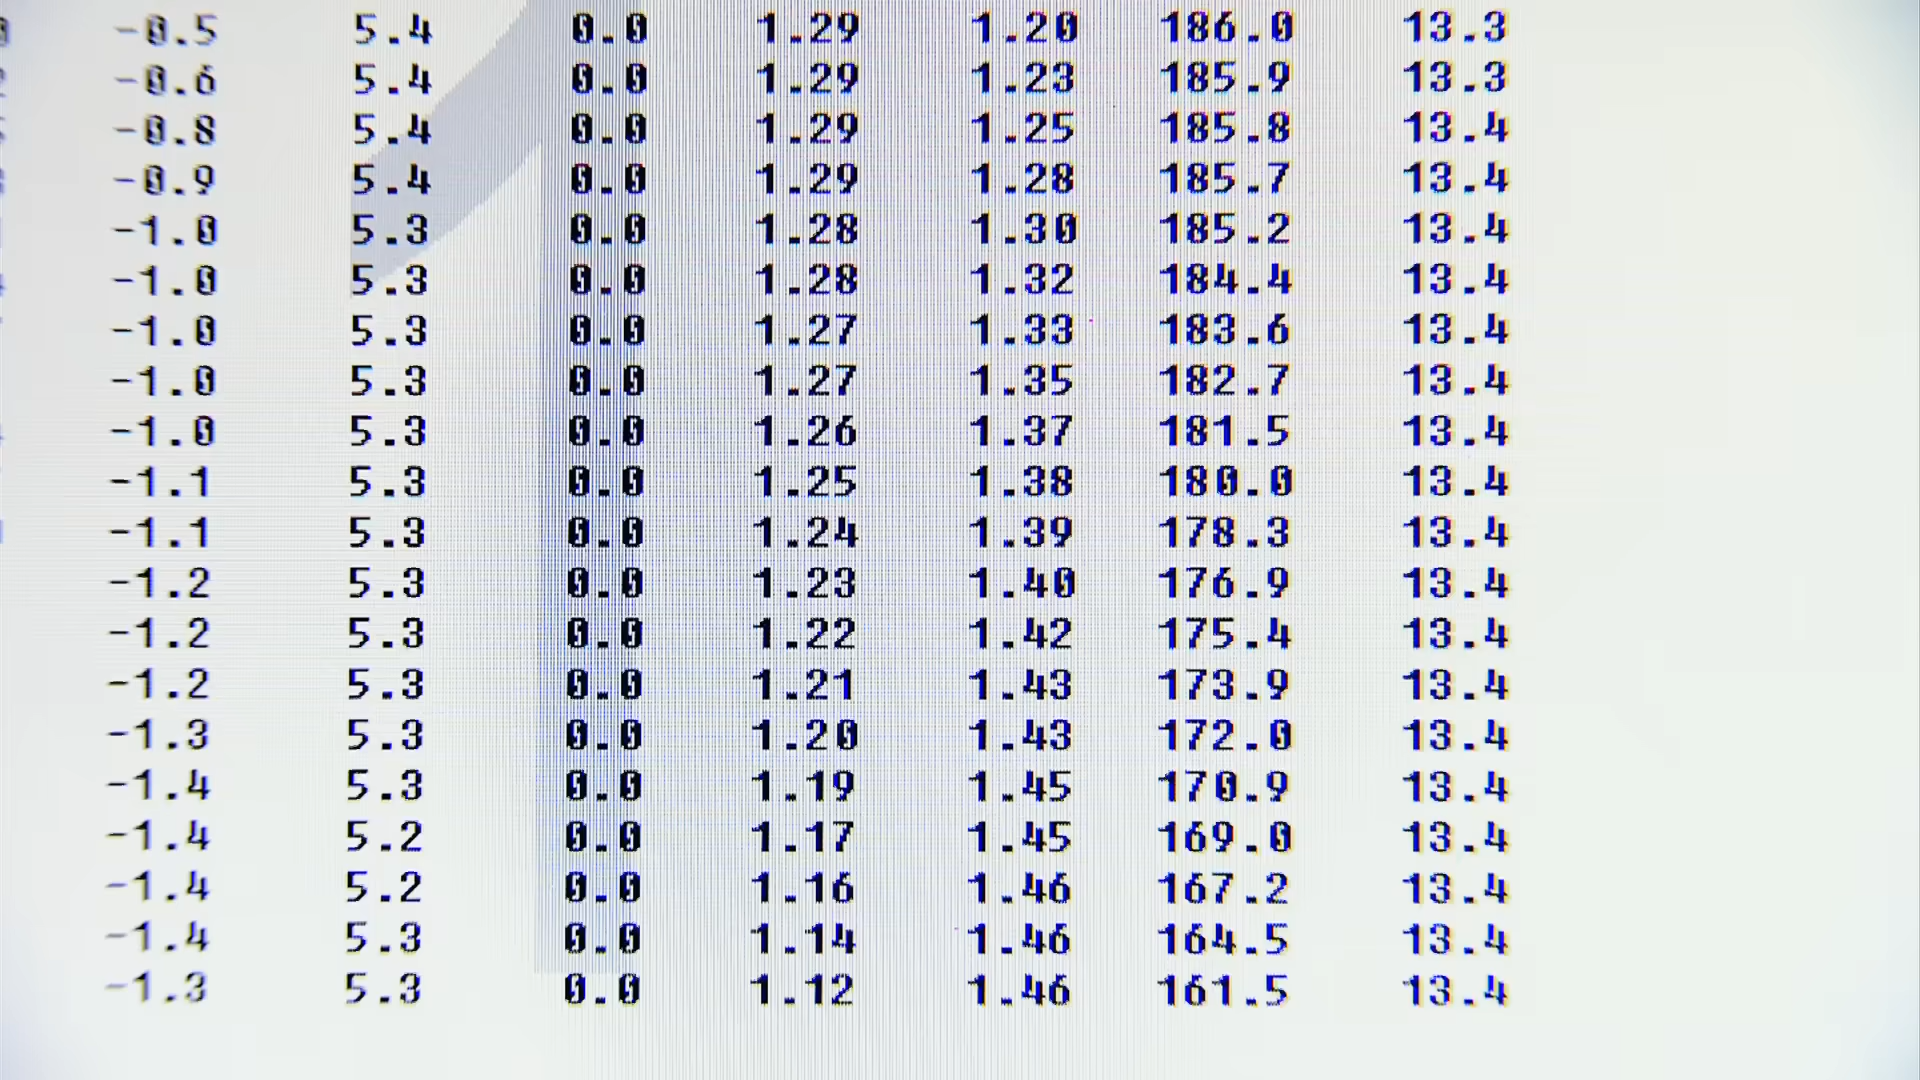 -0.5 5.4 0.0 1.29 1.20 186.0 13.3
-0.6 5.4 0.0 1.29 1.23 185.9 13.3
-0.8 5.4 0.0 1.29 1.25 185.8 13.4
-0.9 5.4 0.0 1.29 1.28 185.7 13.4
-1.0 5.3 0.0 1.28 1.30 185.2 13.4
-1.0 5.3 0.0 1.28 1.32 184.4 13.4
-1.0 5.3 0.0 1.27 1.33 183.6 13.4
-1.0 5.3 0.0 1.27 1.35 182.7 13.4
-1.0 5.3 0.0 1.26 1.37 181.5 13.4
-1.1 5.3 0.0 1.25 1.38 180.0 13.4
-1.1 5.3 0.0 1.24 1.39 178.3 13.4
-1.2 5.3 0.0 1.23 1.40 176.9 13.4
-1.2 5.3 0.0 1.22 1.42 175.4 13.4
-1.2 5.3 0.0 1.21 1.43 173.9 13.4
-1.3 5.3 0.0 1.20 1.43 172.0 13.4
-1.4 5.3 0.0 1.19 1.45 170.9 13.4
-1.4 5.2 0.0 1.17 1.45 169.0 13.4
-1.4 5.2 0.0 1.16 1.46 167.2 13.4
-1.4 5.3 0.0 1.14 1.46 164.5 13.4
-1.3 5.3 0.0 1.12 1.46 161.5 13.4